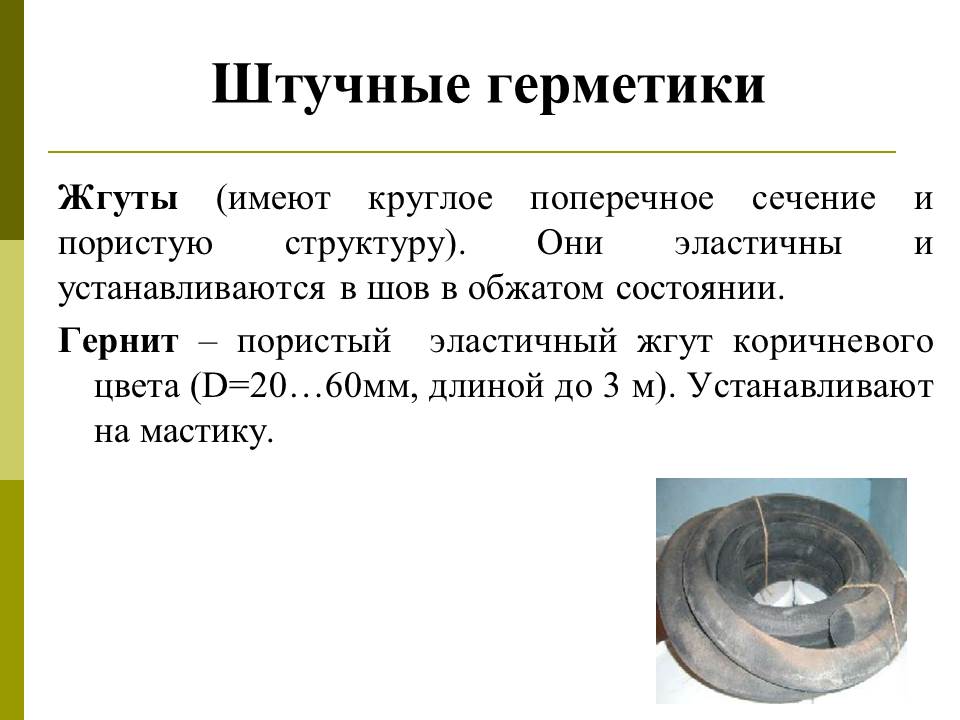 Штучные герметики
Жгуты (имеют круглое поперечное сечение и
пористую структуру). Они эластичны и
устанавливаются в шов в обжатом состоянии.
Гернит – пористый эластичный жгут коричневого
цвета (D=20…60мм, длиной до 3 м). Устанавливают
на мастику.